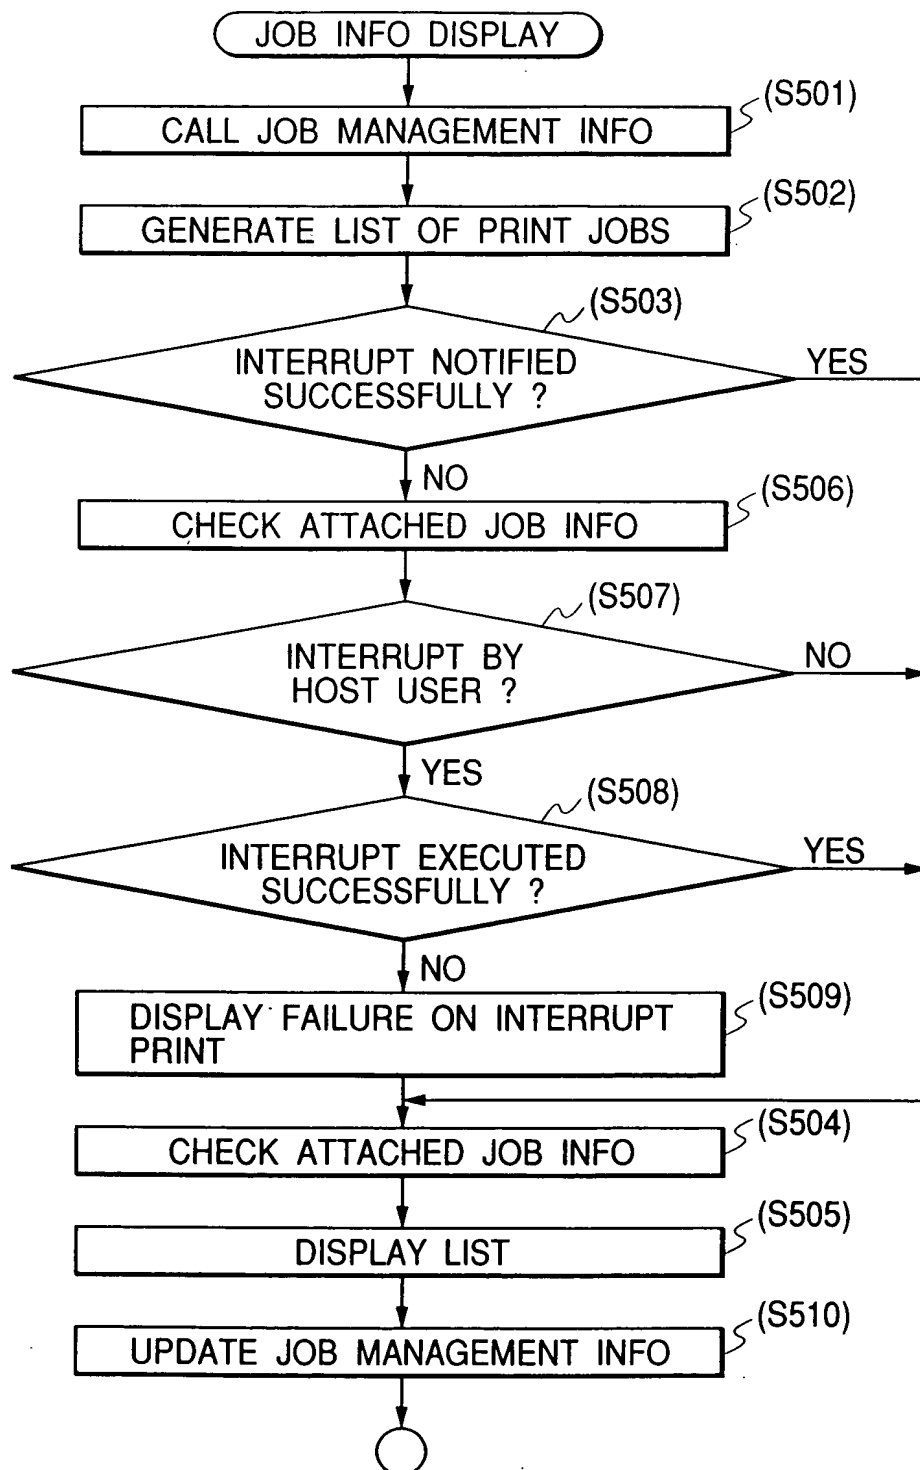 JOB INFO DISPLAY
(S501)
CALL JOB MANAGEMENT INFO
(S502)
GENERATE LIST OF PRINT JOBS
(S503)
INTERRUPT NOTIFIED
SUCCESSFULLY ?
YES
NO
(S506)
CHECK ATTACHED JOB INFO
(S507)
INTERRUPT BY
HOST USER ?
NO
YES
(S508)
INTERRUPT EXECUTED
SUCCESSFULLY ?
YES
NO
(S509)
DISPLAY FAILURE ON INTERRUPT
PRINT
(S504)
CHECK ATTACHED JOB INFO
(S505)
DISPLAY LIST
(S510)
UPDATE JOB MANAGEMENT INFO